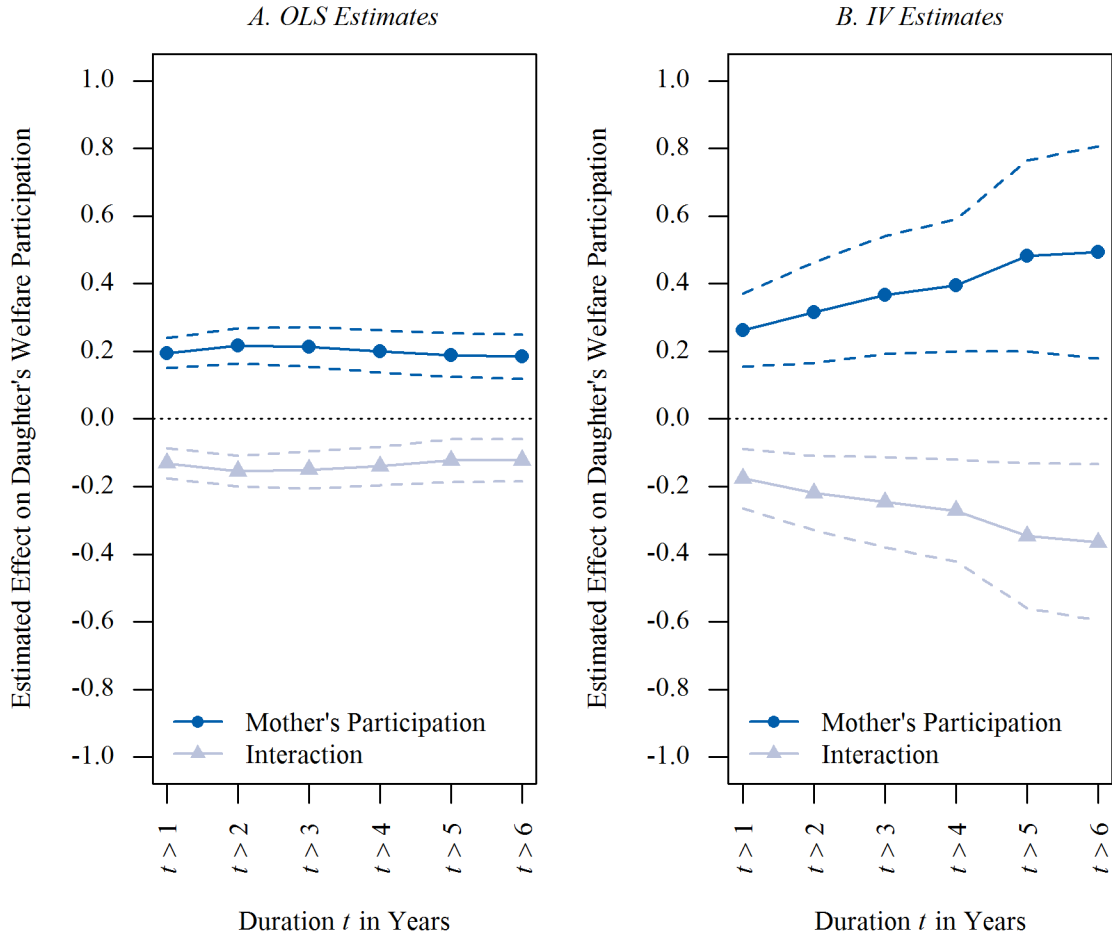 A. OLS Estimates
Estimated Effect on Daughter's Welfare Participation
1.0
0.8
0.6
0.4
0.2
0.0
-0.2
-0.4
-0.6
-0.8
-1.0
Mother's Participation
Interaction
t > 1
t > 2
t > 3
t > 4
t > 5
t > 6
Duration t in Years
B. IV Estimates
Estimated Effect on Daughter's Welfare Participation
1.0
0.8
0.6
0.4
0.2
0.0
-0.2
-0.4
-0.6
-0.8
-1.0
Mother's Participation
Interaction
t > 1
t > 2
t > 3
t > 4
t > 5
t > 6
Duration t in Years